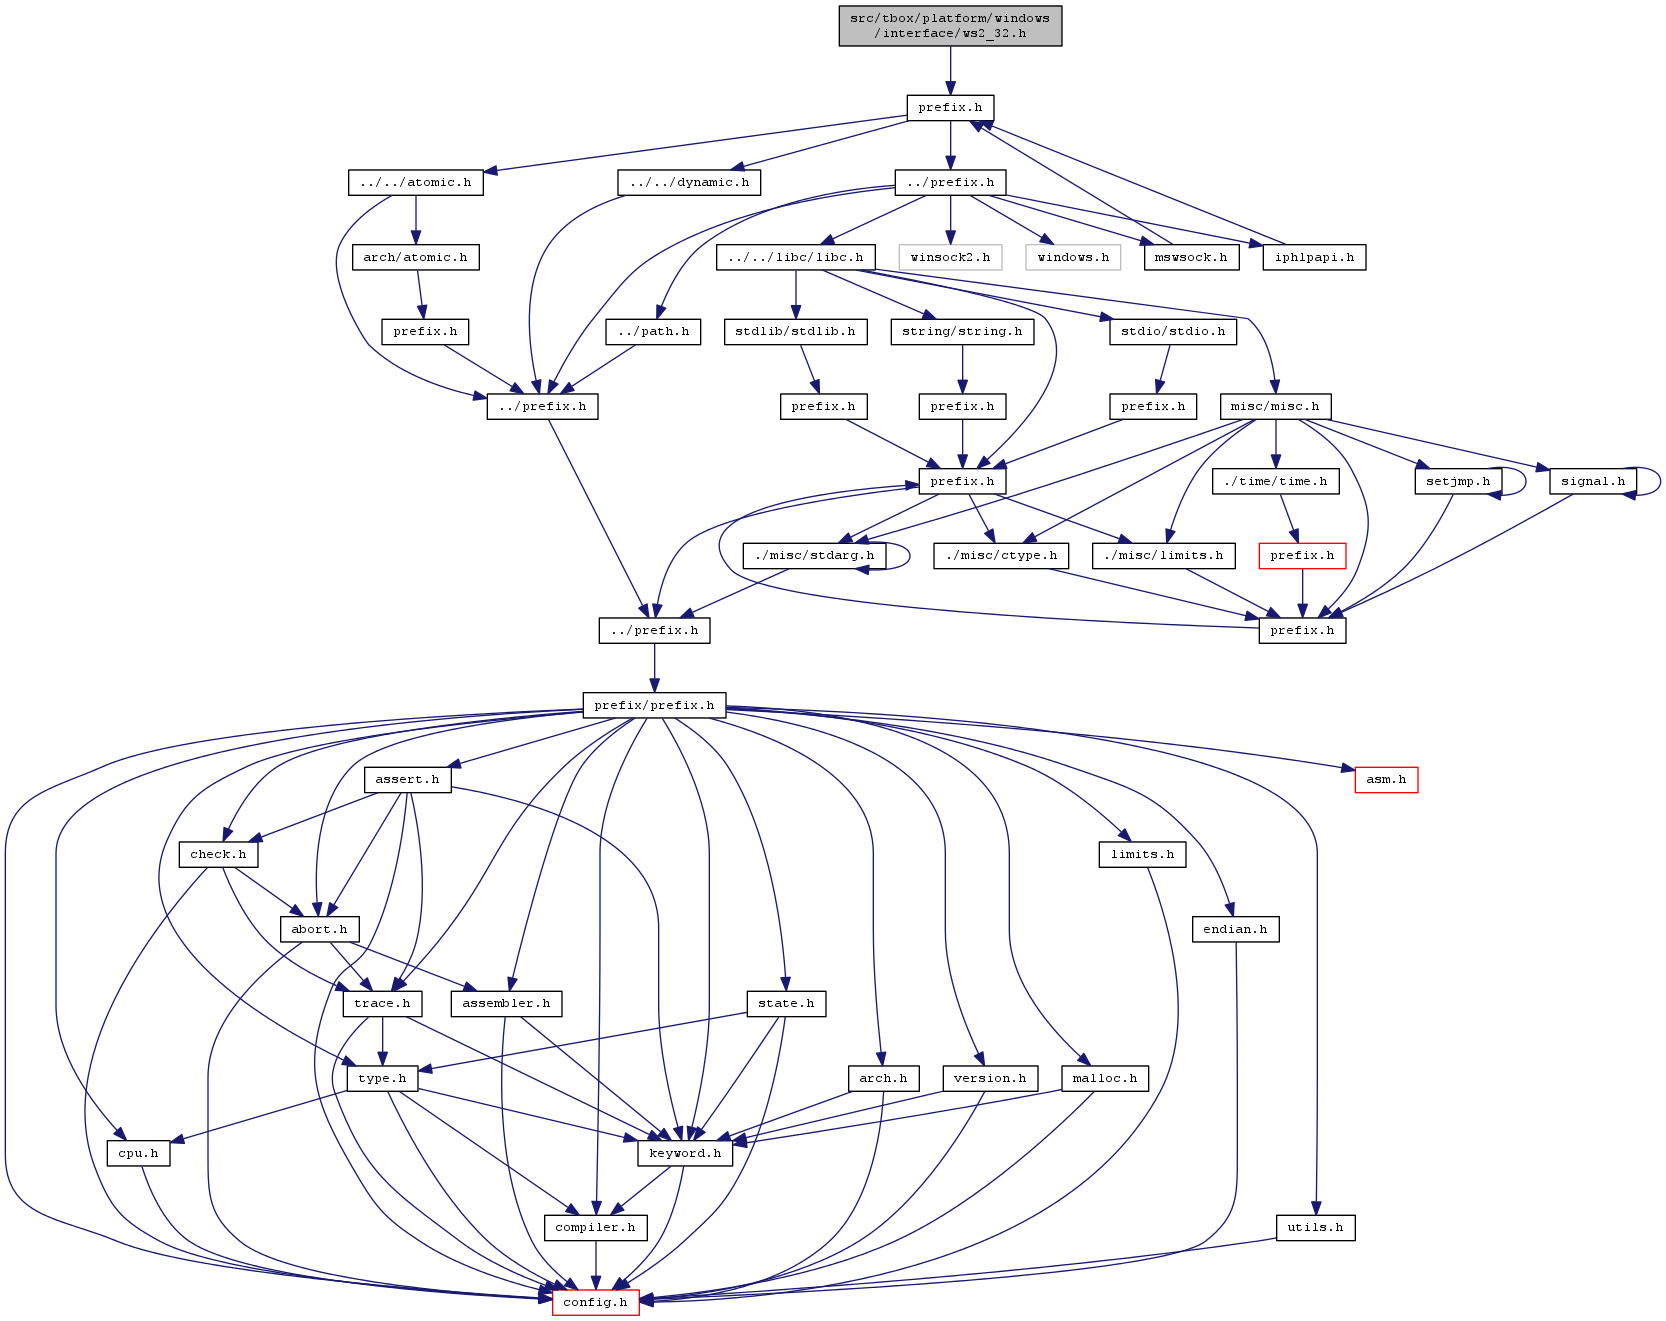 src/tbox/platform/windows
/interface/ws2_32.h
prefix.h
../../atomic.h
../../dynamic.h
../prefix.h
arch/atomic.h
../../libc/libc.h
winsock2.h
windows.h
mswsock.h
iphlpapi.h
prefix.h
../path.h
stdlib/stdlib.h
string/string.h
stdio/stdio.h
../prefix.h
prefix.h
prefix.h
prefix.h
misc/misc.h
prefix.h
./time/time.h
setjmp.h
signal.h
./misc/stdarg.h
./misc/ctype.h
./misc/limits.h
prefix.h
../prefix.h
prefix.h
prefix/prefix.h
assert.h
asm.h
check.h
limits.h
abort.h
endian.h
trace.h
assembler.h
state.h
type.h
arch.h
version.h
malloc.h
cpu.h
keyword.h
compiler.h
utils.h
config.h